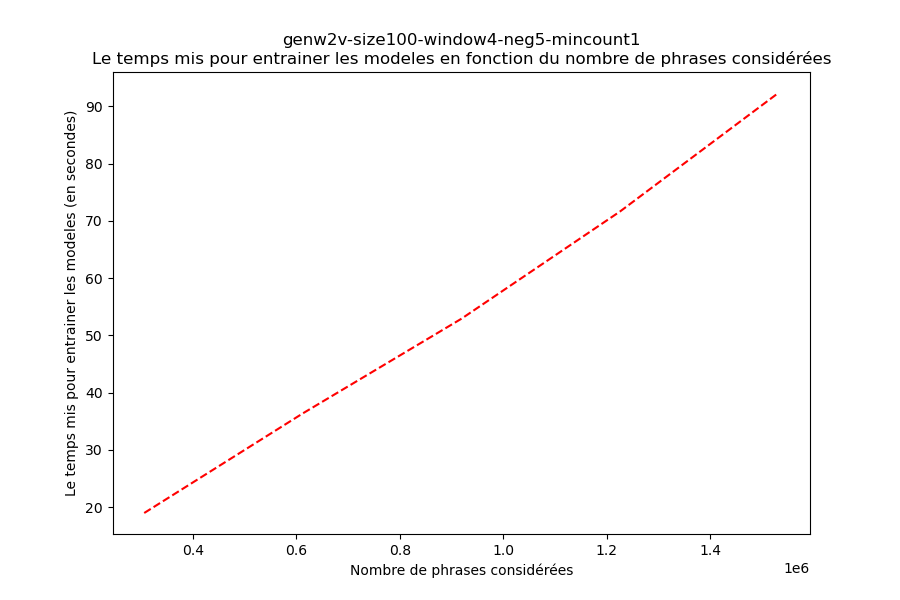 genw2v-size100-window4-neg5-mincount1
Le temps mis pour entrainer les modeles en fonction du nombre de phrases considérées
Le temps mis pour entrainer les modeles (en secondes)
90
80
70
60
50
40
30
20
0.4 0.6 0.8 1.0 1.2 1.4
1e6
Nombre de phrases considérées